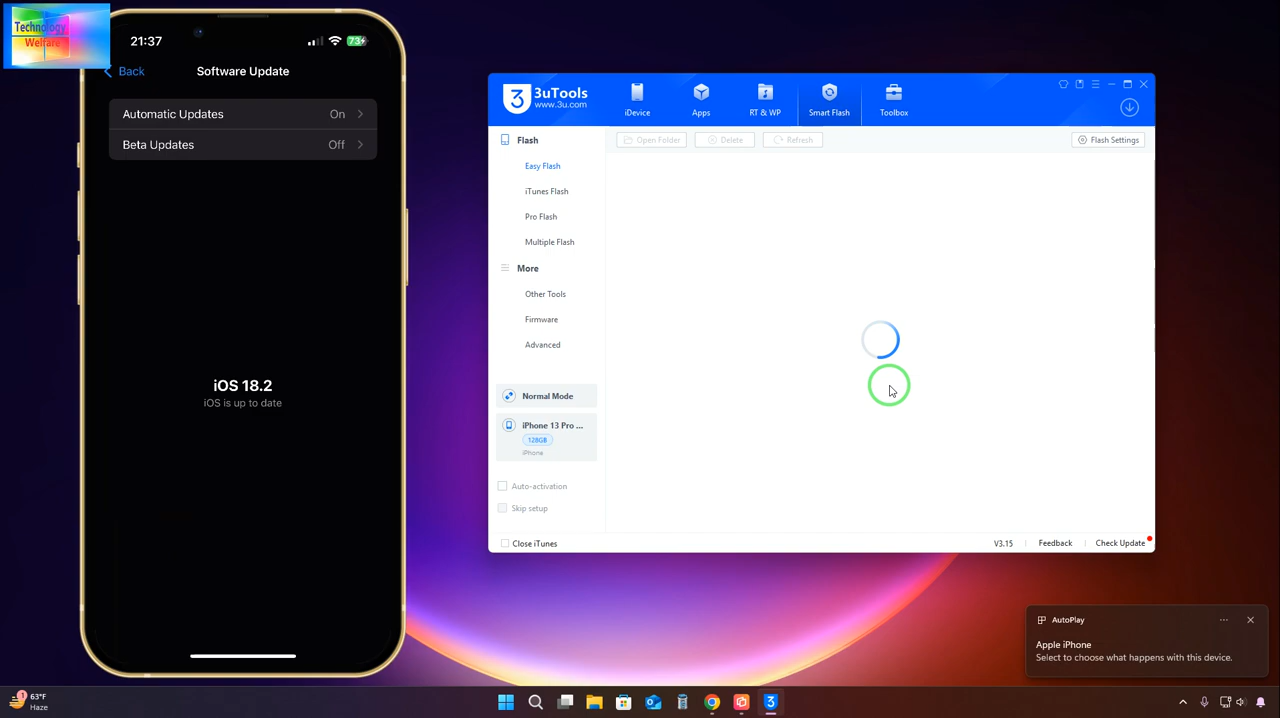 Technology
Welfare
21:37
73
Back
Software Update
Automatic Updates On
Beta Updates Off
iOS 18.2
iOS is up to date
3
3uTools
www.3u.com
iDevice
Apps
RT & WP
Smart Flash
Toolbox
Flash
Open Folder
Delete
Refresh
Flash Settings
Easy Flash
iTunes Flash
Pro Flash
Multiple Flash
More
Other Tools
Firmware
Advanced
Normal Mode
iPhone 13 Pro ...
128GB
iPhone
Auto-activation
Skip setup
Close iTunes
V3.15
Feedback
Check Update
AutoPlay
Apple iPhone
Select to choose what happens with this device.
1
63°F
Haze
3